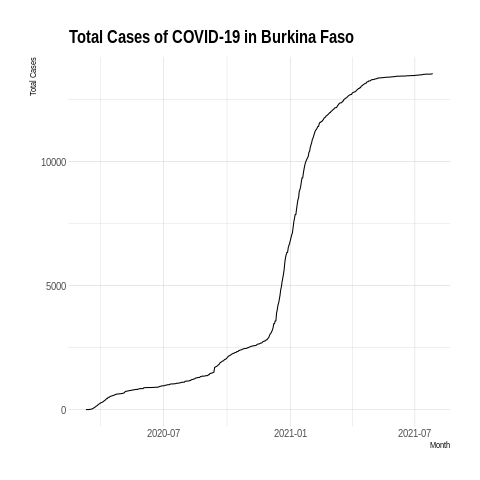 Total Cases of COVID-19 in Burkina Faso
Total Cases
10000
5000
0
2020-07
2021-01
2021-07
Month